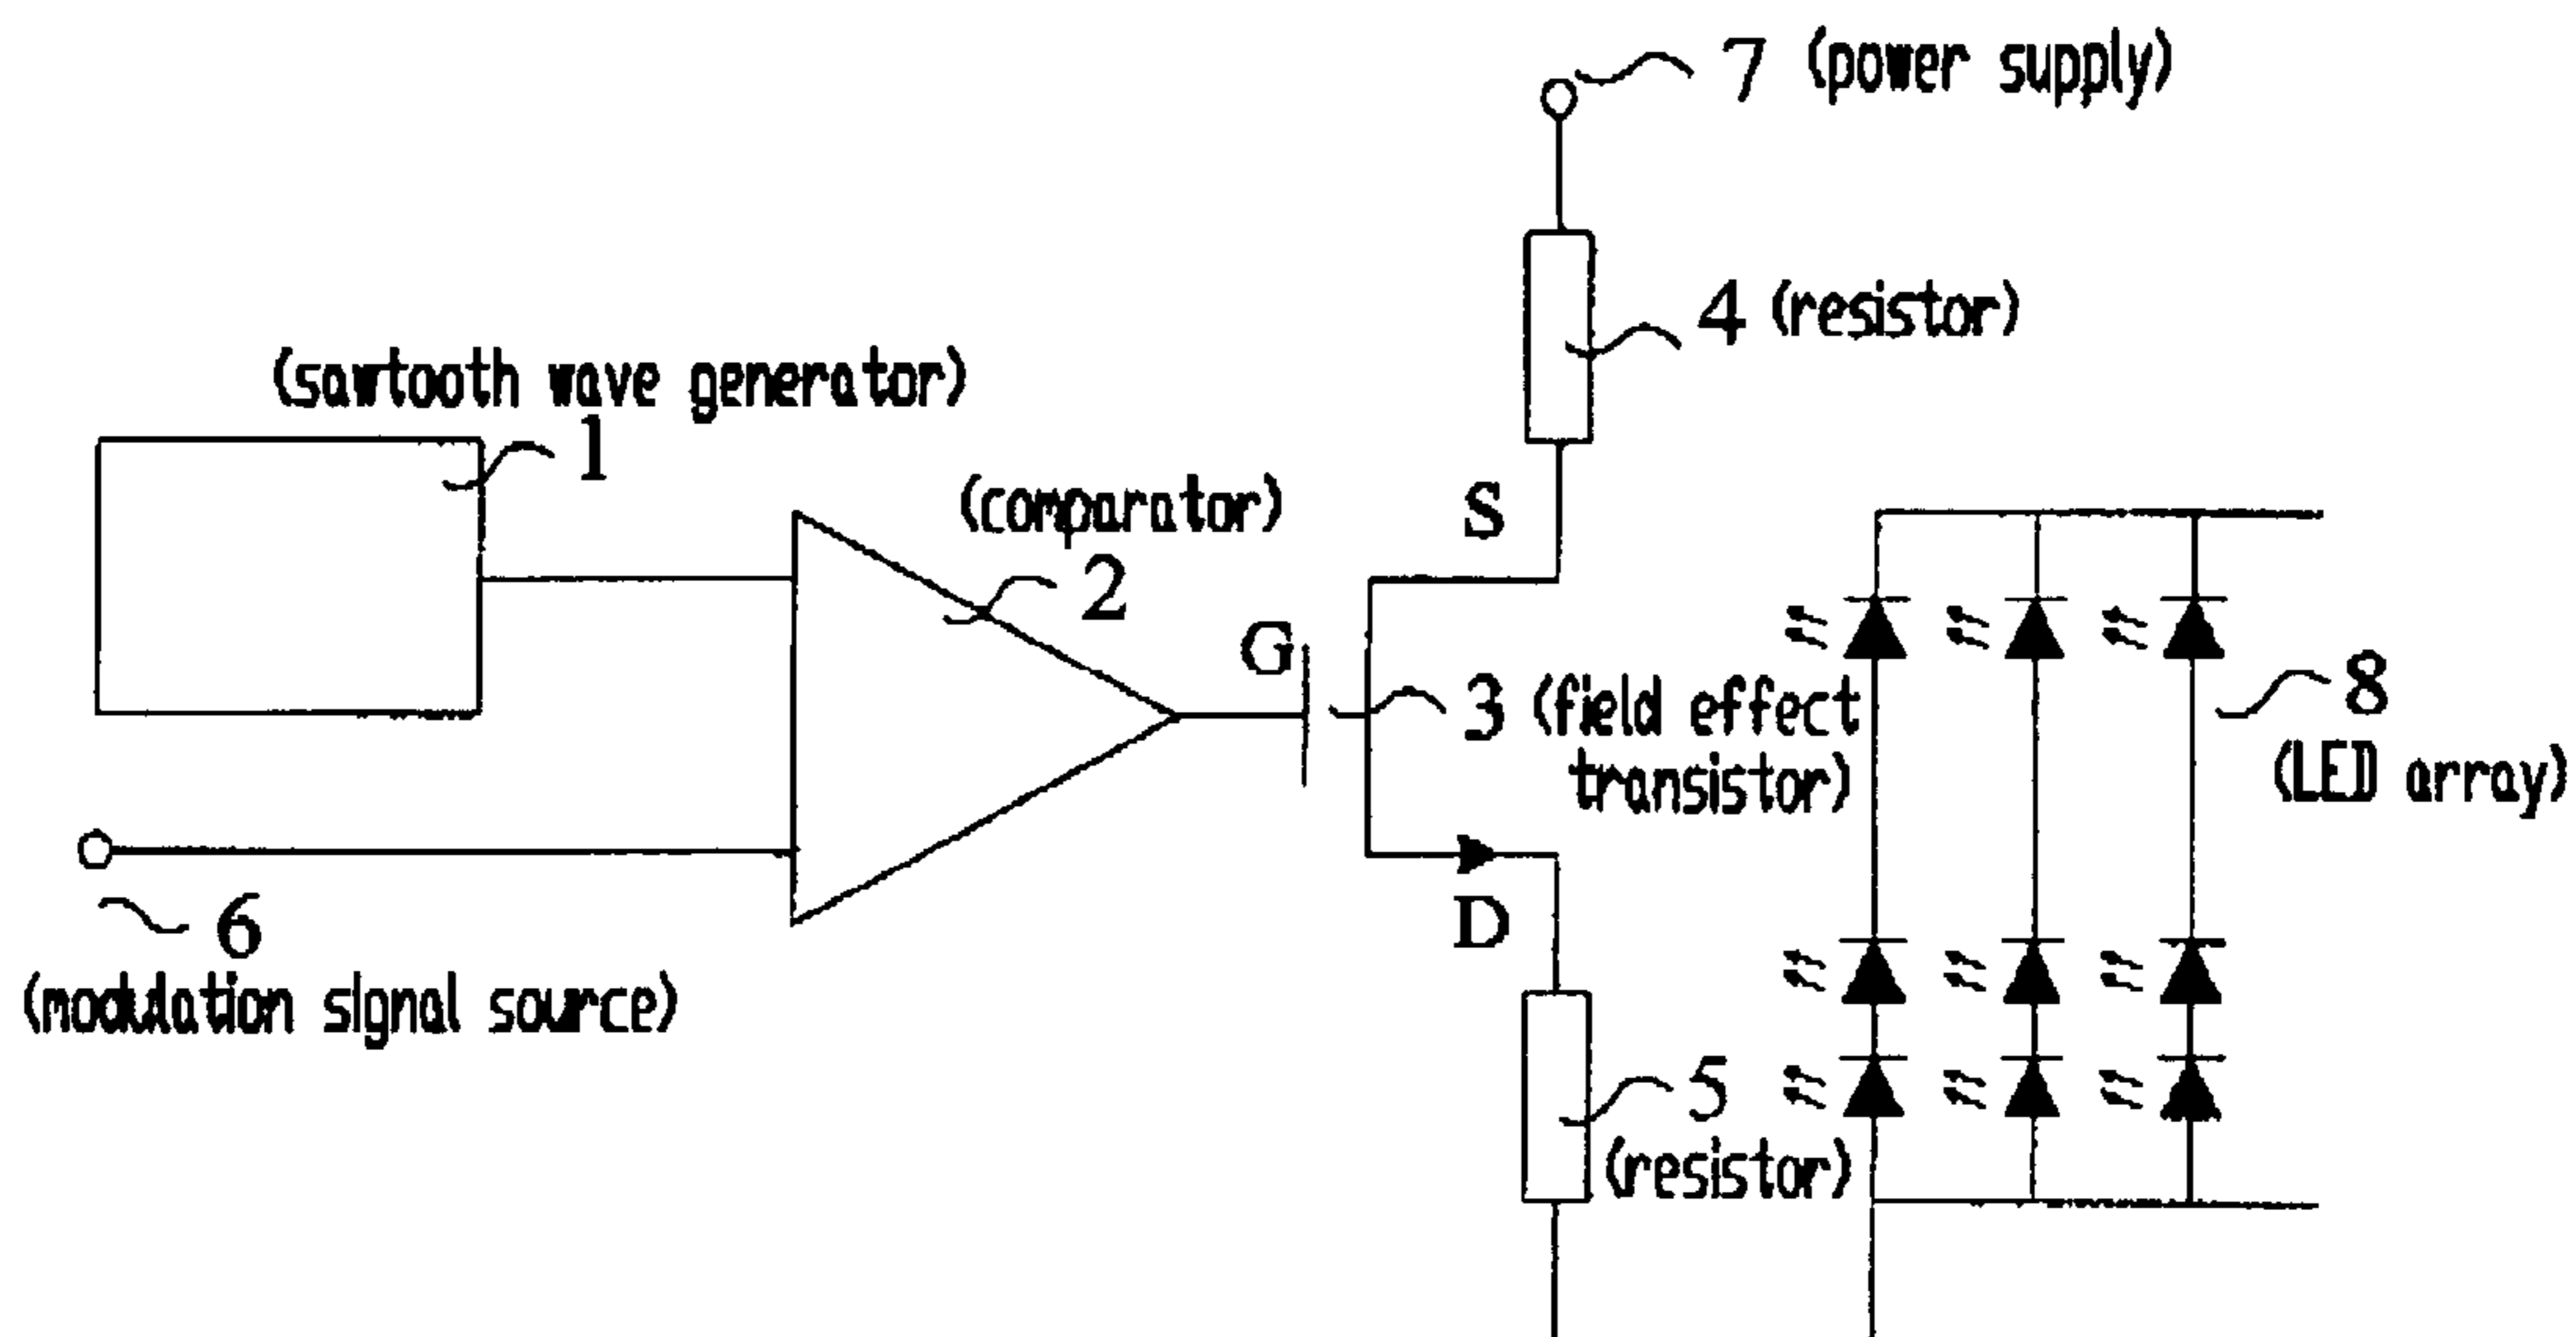 7 (power supply)
4 (resistor)
(sawtooth wave generator)
1
(comparator)
2
S
G
3 (field effect
transistor)
8
(LED array)
D
6
(modulation signal source)
5
(resistor)